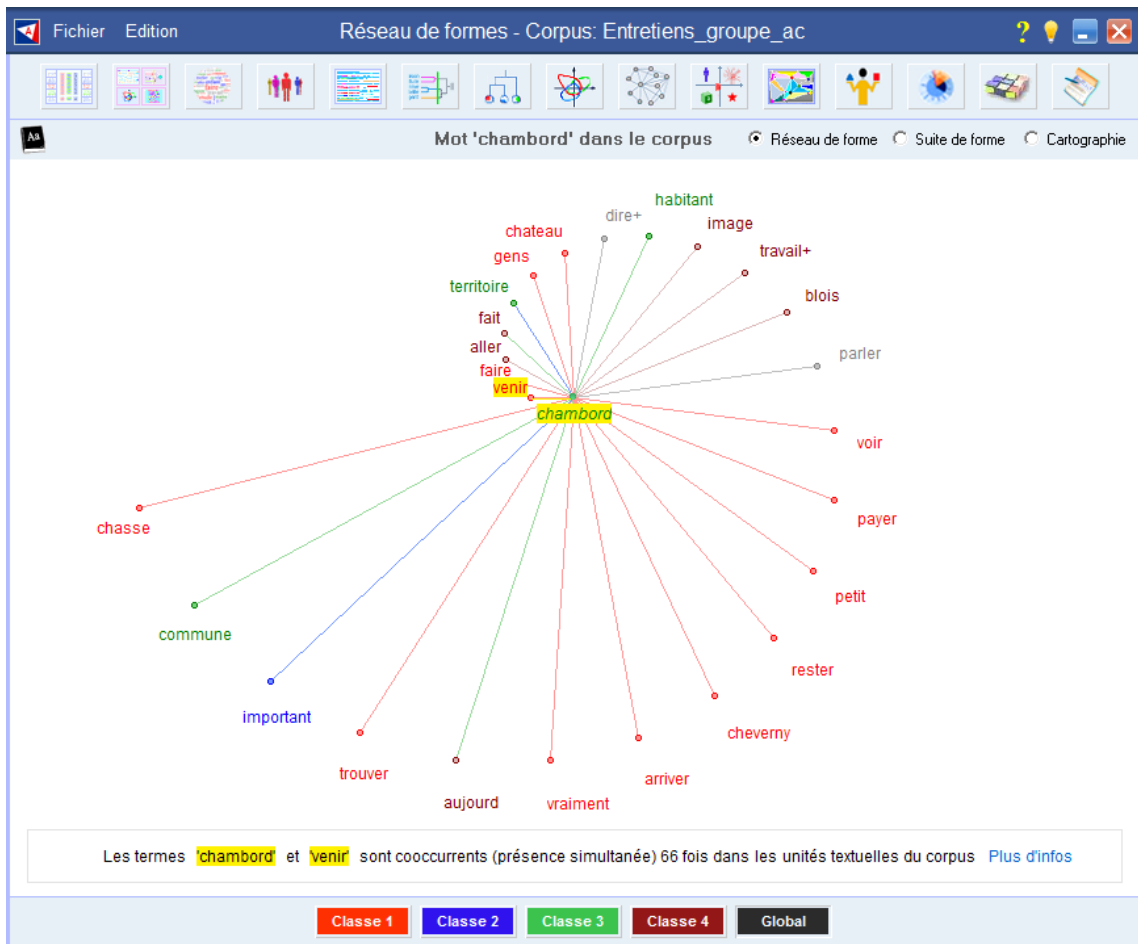 Fichier Edition Réseau de formes - Corpus: Entretiens_groupe_ac ?
Aa Mot 'chambord' dans le corpus Réseau de forme Suite de forme Cartographie
habitant
dire+
image
chateau
travail+
gens
territoire
blois
fait
aller
parler
faire
venir
chambord
voir
chasse
payer
petit
commune
rester
important
cheverny
trouver
arriver
aujourd
vraiment
Les termes 'chambord' et 'venir' sont cooccurrents (présence simultanée) 66 fois dans les unités textuelles du corpus Plus d'infos
Classe 1 Classe 2 Classe 3 Classe 4 Global